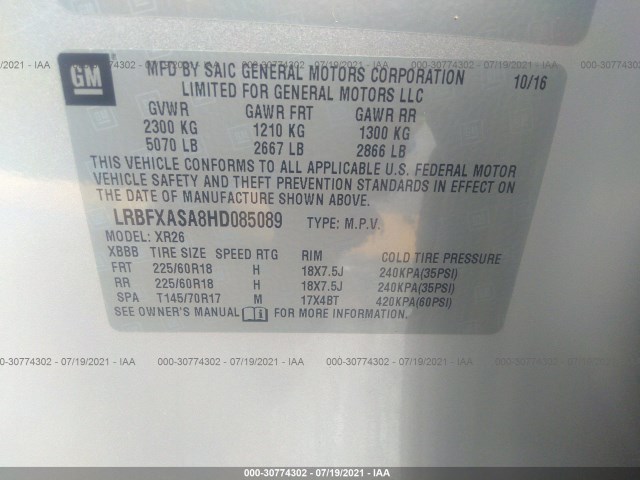 GM
MFD BY SAIC GENERAL MOTORS CORPORATION 10/16
LIMITED FOR GENERAL MOTORS LLC
GVWR GAWR FRT GAWR RR
2300 KG 1210 KG 1300 KG
5070 LB 2667 LB 2866 LB
THIS VEHICLE CONFORMS TO ALL APPLICABLE U.S. FEDERAL MOTOR
VEHICLE SAFETY AND THEFT PREVENTION STANDARDS IN EFFECT ON
THE DATE OF MANUFACTURE SHOWN ABOVE.
LRBFXASA8HD085089 TYPE: M.P.V.
MODEL: XR26
XBBB TIRE SIZE SPEED RTG RIM COLD TIRE PRESSURE
FRT 225/60R18 H 18X7.5J 240KPA(35PSI)
RR 225/60R18 H 18X7.5J 240KPA(35PSI)
SPA T145/70R17 M 17X4BT 420KPA(60PSI)
SEE OWNER'S MANUAL FOR MORE INFORMATION.
000-30774302 - 07/19/2021 - IAA